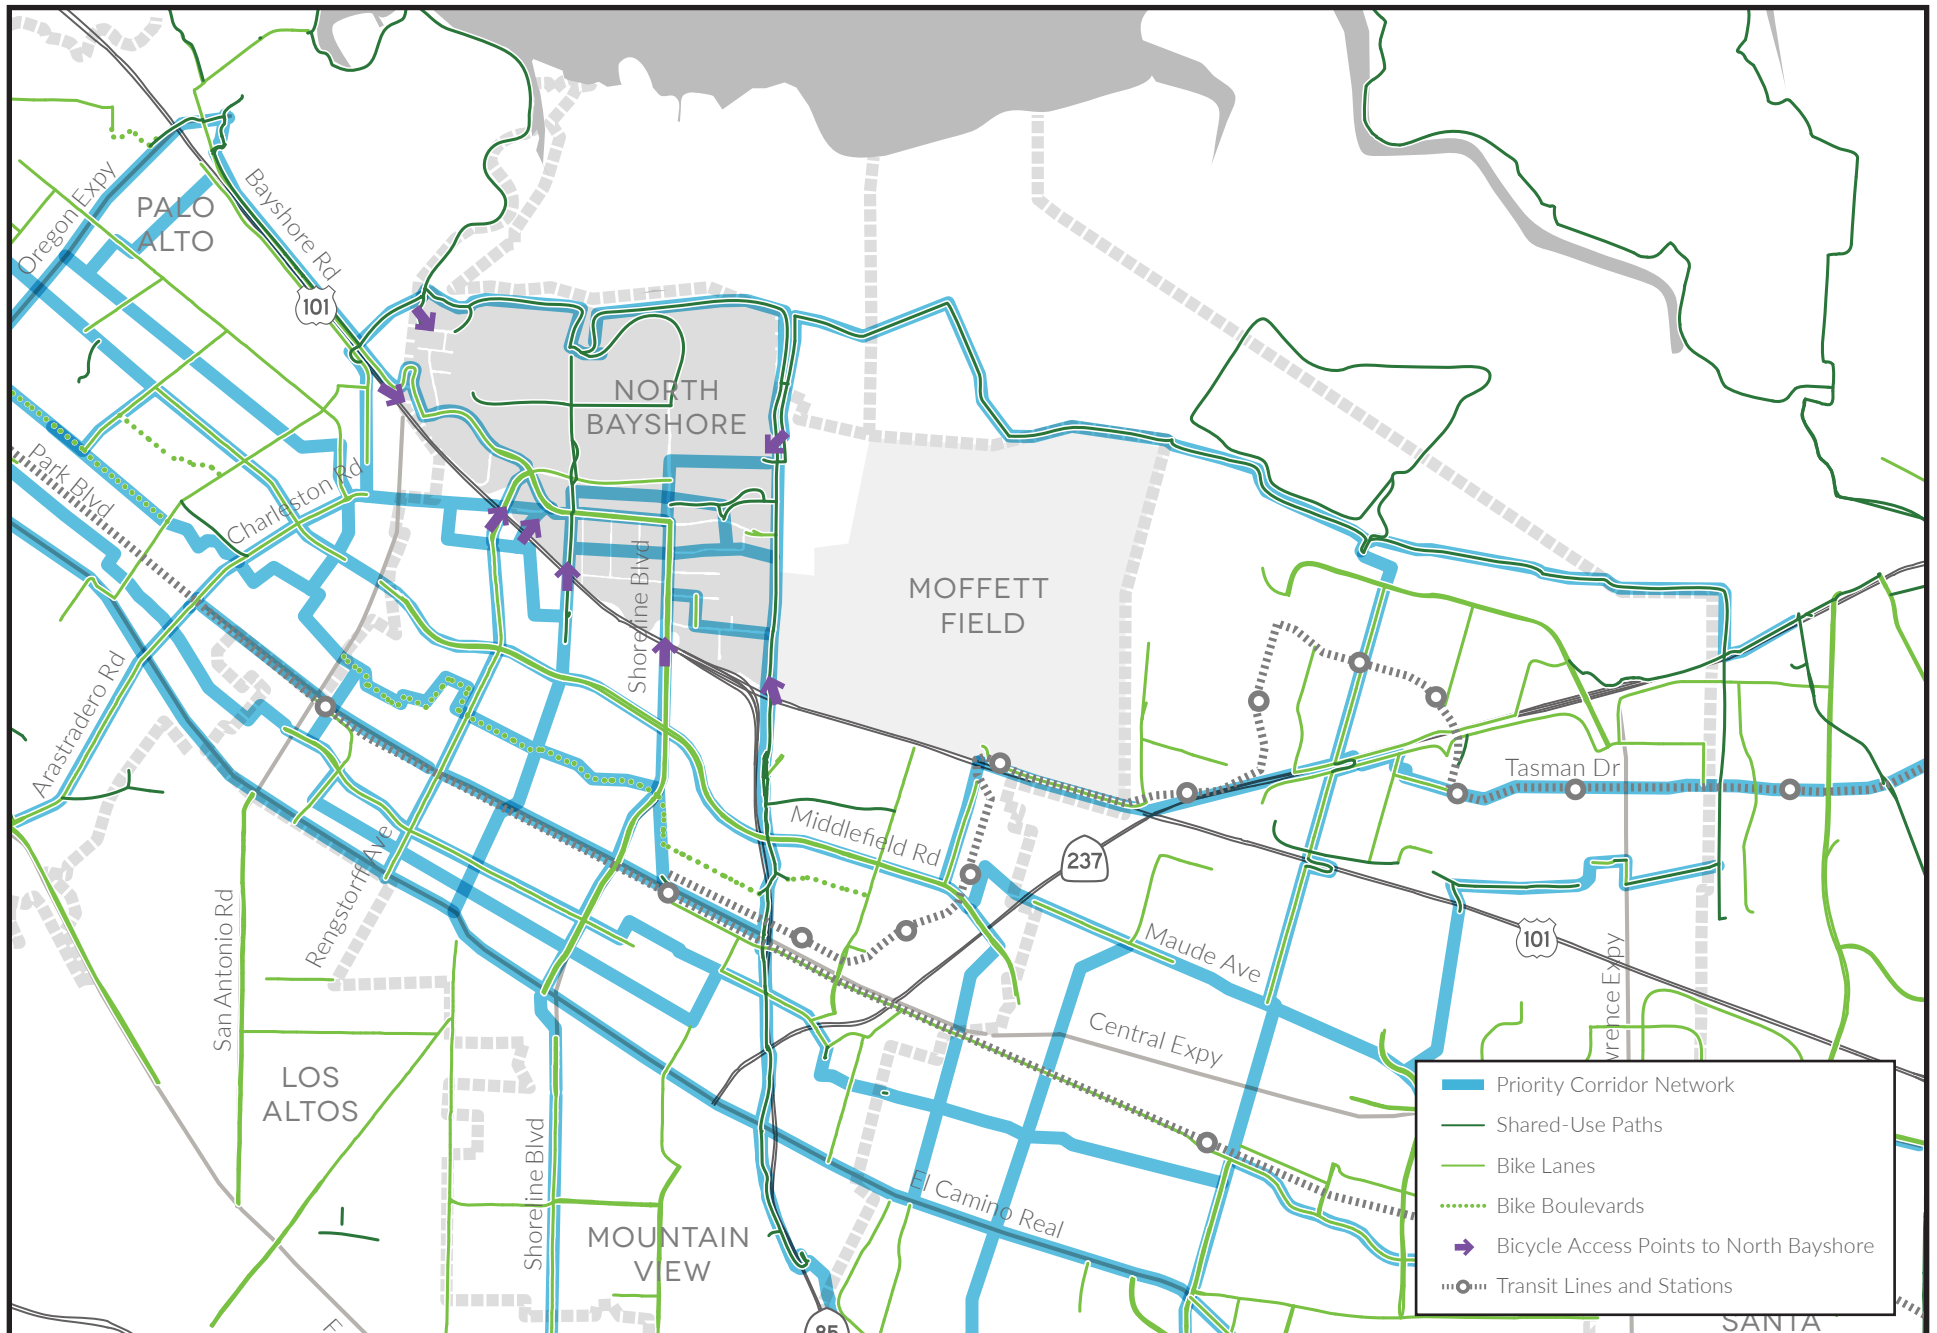 PALO
ALTO
Oregon Expy
Bayshore Rd
101
NORTH
BAYSHORE
Park Blvd
Charleston Rd
Shoreline Blvd
MOFFETT
FIELD
Arastradero Rd
Tasman Dr
Middlefield Rd
237
Rengstorff Ave
San Antonio Rd
Maude Ave
101
wrence Expy
Central Expy
LOS
ALTOS
Shoreline Blvd
El Camino Real
MOUNTAIN
VIEW
85
F
SANTA
Priority Corridor Network
Shared-Use Paths
Bike Lanes
Bike Boulevards
Bicycle Access Points to North Bayshore
Transit Lines and Stations